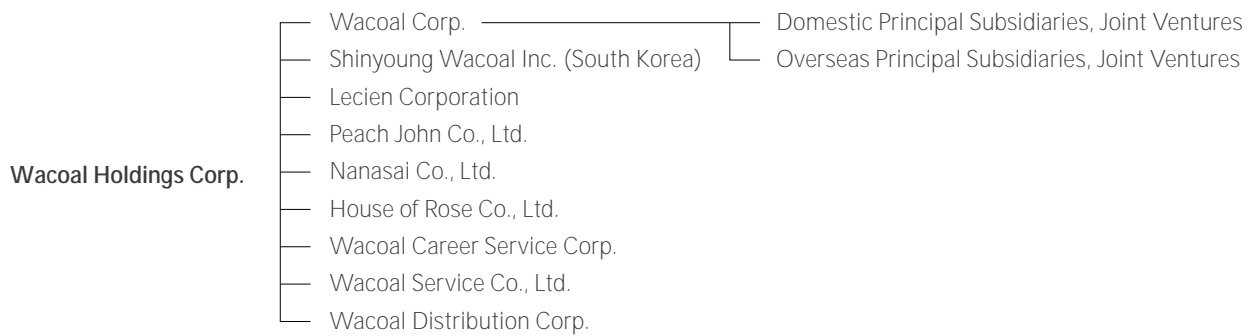 Wacoal Holdings Corp.
Wacoal Corp.
Domestic Principal Subsidiaries, Joint Ventures
Overseas Principal Subsidiaries, Joint Ventures
Shinyoung Wacoal Inc. (South Korea)
Lecien Corporation
Peach John Co., Ltd.
Nanasai Co., Ltd.
House of Rose Co., Ltd.
Wacoal Career Service Corp.
Wacoal Service Co., Ltd.
Wacoal Distribution Corp.